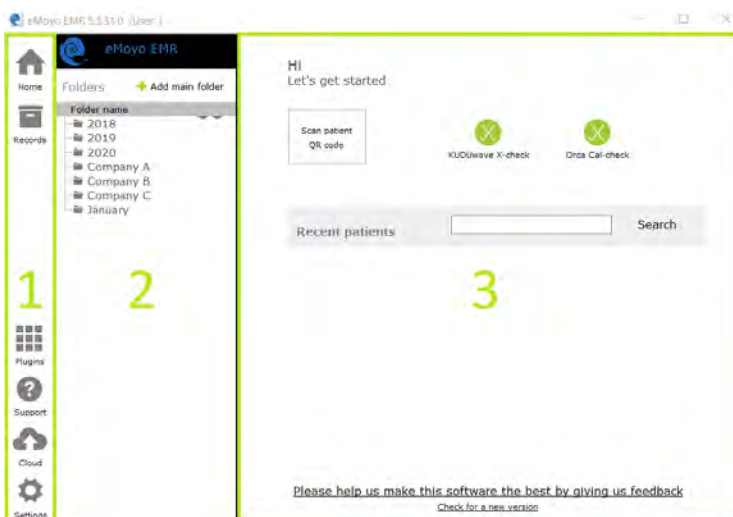 eMoyo EMR 5.3.31.0 (User )
Home
Records
1
Plugins
Support
Cloud
Settings
eMoyo EMR
Folders + Add main folder
Folder name
2018
2019
2020
Company A
Company B
Company C
January
2
Hi
Let's get started
Scan patient
QR code
KUDUwave X-check
Orca Cal-check
Recent patients
Search
3
Please help us make this software the best by giving us feedback
Check for a new version